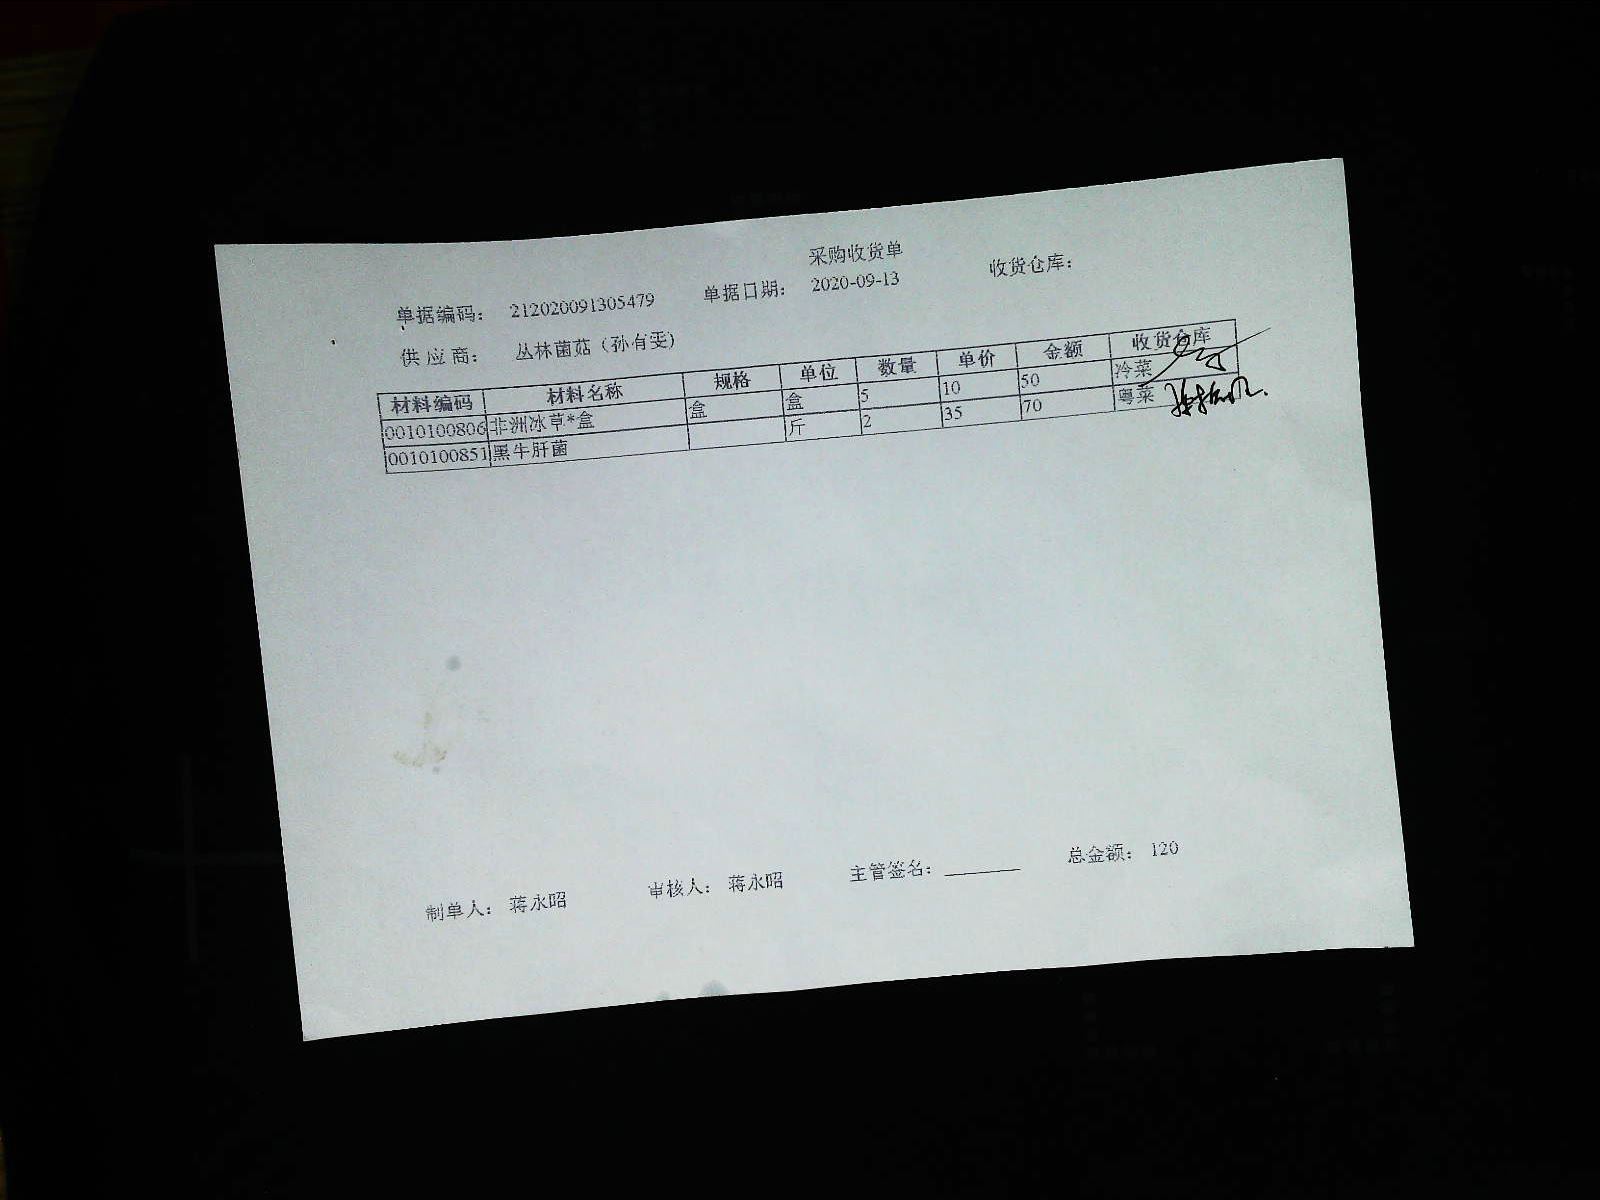 采购收货单
单据编码： 212020091305479 单据日期： 2020-09-13 收货仓库：
供 应 商： 丛林菌菇（孙有雯）
材料编码 材料名称 规格 单位 数量 单价 金额 收货仓库
0010100806 非洲冰草*盒 盒 盒 5 10 50 冷菜
0010100851 黑牛肝菌 斤 2 35 70 粤菜
制单人： 蒋永昭 审核人： 蒋永昭 主管签名： 总金额： 120